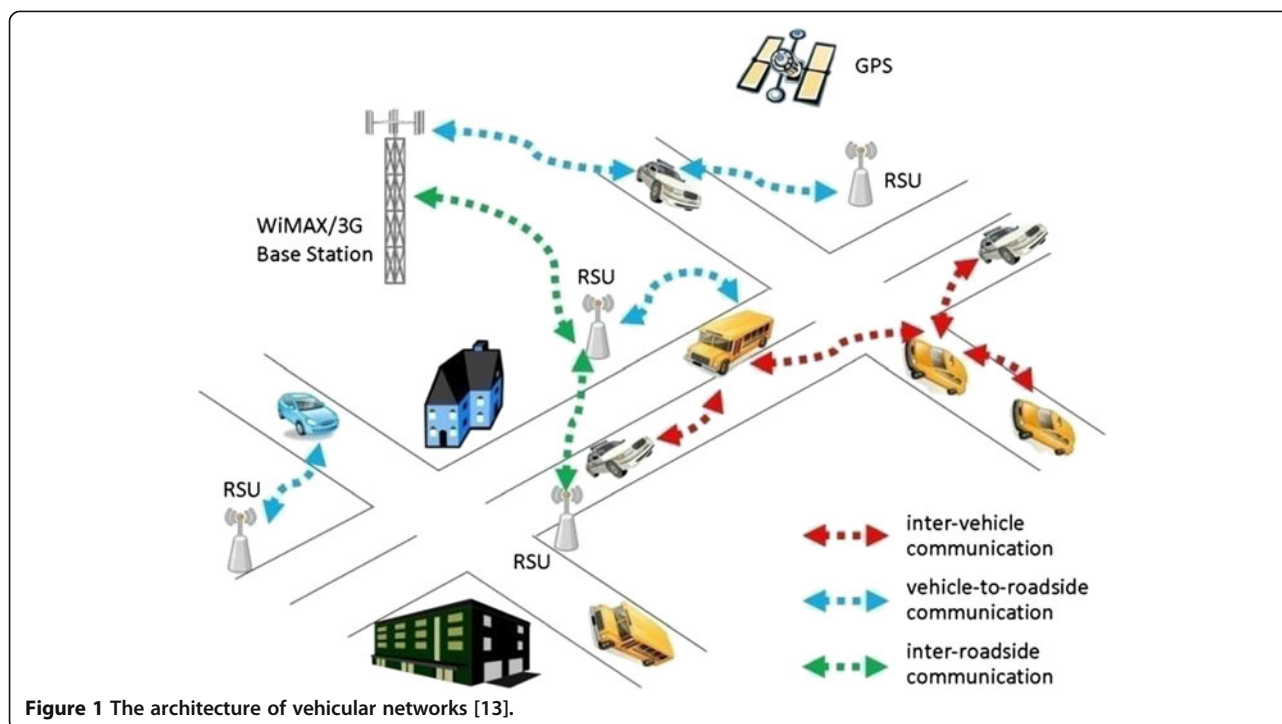 GPS
RSU
WiMAX/3G
Base Station
RSU
RSU
RSU
inter-vehicle
communication
vehicle-to-roadside
communication
inter-roadside
communication
Figure 1 The architecture of vehicular networks [13].